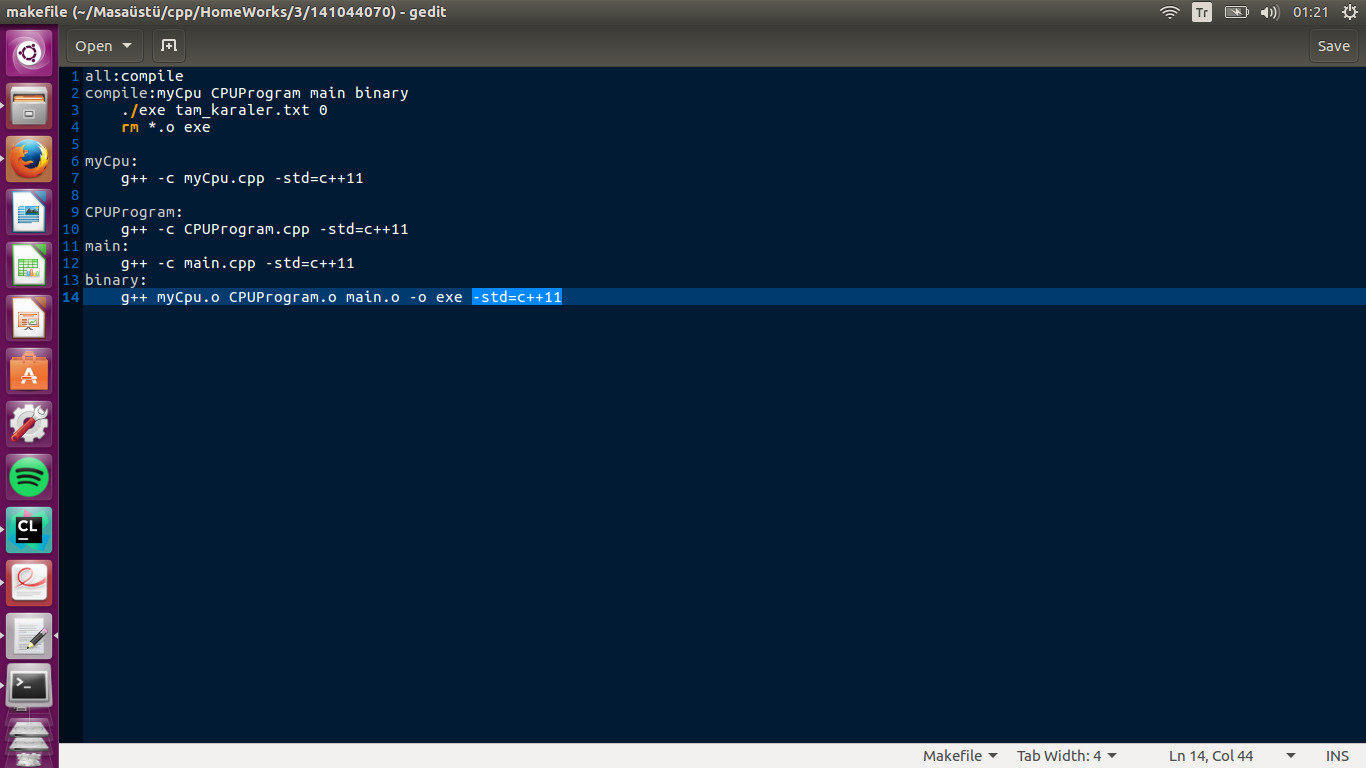 makefile (~/Masaüstü/cpp/HomeWorks/3/141044070) - gedit
Tr
01:21
Open
Save
1 all:compile
2 compile:myCpu CPUProgram main binary
3 ./exe tam_karaler.txt 0
4 rm *.o exe
5
6 myCpu:
7 g++ -c myCpu.cpp -std=c++11
8
9 CPUProgram:
10 g++ -c CPUProgram.cpp -std=c++11
11 main:
12 g++ -c main.cpp -std=c++11
13 binary:
14 g++ myCpu.o CPUProgram.o main.o -o exe -std=c++11
CL
Makefile
Tab Width: 4
Ln 14, Col 44
INS